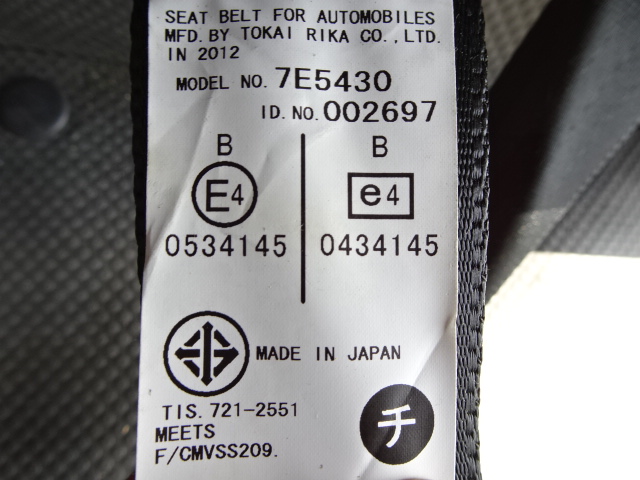 SEAT BELT FOR AUTOMOBILES
MFD. BY TOKAI RIKA CO., LTD.
IN 2012
MODEL NO. 7E5430
ID. NO. 002697
B
E4
0534145
B
e4
0434145
MADE IN JAPAN
TIS. 721-2551
MEETS
F/CMVSS209.
チ